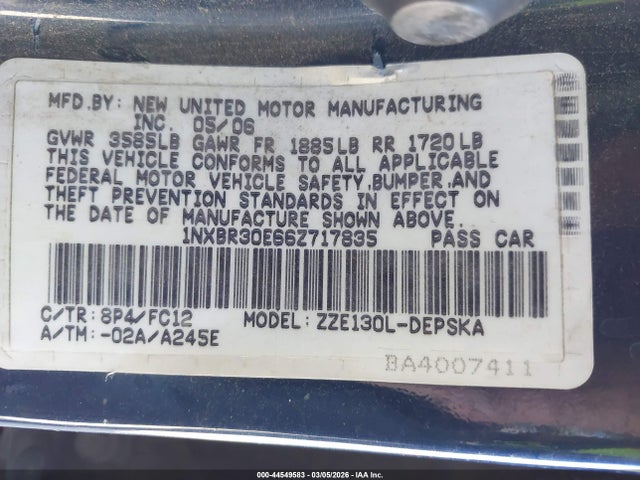 MFD.BY: NEW UNITED MOTOR MANUFACTURING
INC. 05/06
GVWR 3585LB GAWR FR 1885LB RR 1720LB
THIS VEHICLE CONFORMS TO ALL APPLICABLE
FEDERAL MOTOR VEHICLE SAFETY,BUMPER,AND
THEFT PREVENTION STANDARDS IN EFFECT ON
THE DATE OF MANUFACTURE SHOWN ABOVE.
1NXBR30E66Z717835 PASS CAR
C/TR: 8P4/FC12 MODEL: ZZE130L-DEPSKA
A/TM: -02A/A245E
BA4007411
000-44549583 | 03/05/2026 | IAA Inc.